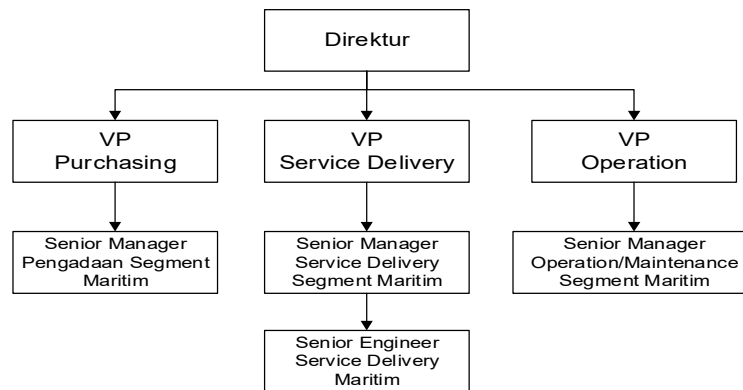 Direktur
VP
Purchasing
VP
Service Delivery
VP
Operation
Senior Manager
Pengadaan Segment
Maritim
Senior Manager
Service Delivery
Segment Maritim
Senior Manager
Operation/Maintenance
Segment Maritim
Senior Engineer
Service Delivery
Maritim